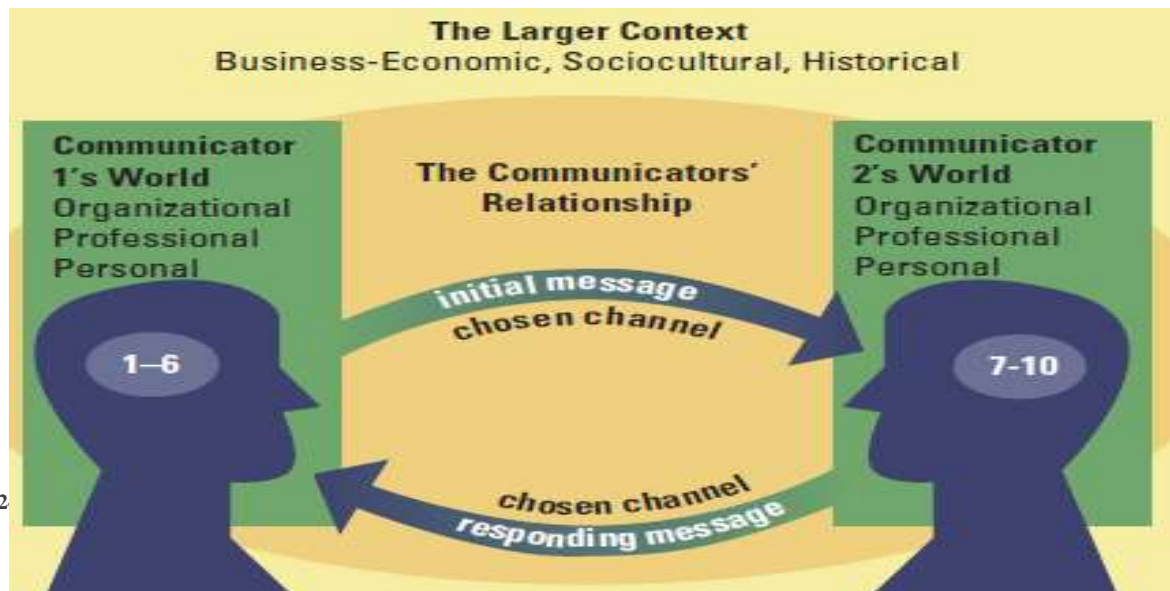 The Larger Context
Business-Economic, Sociocultural, Historical
Communicator
1's World
Organizational
Professional
Personal
1–6
The Communicators'
Relationship
initial message
chosen channel
chosen channel
responding message
Communicator
2's World
Organizational
Professional
Personal
7-10
2